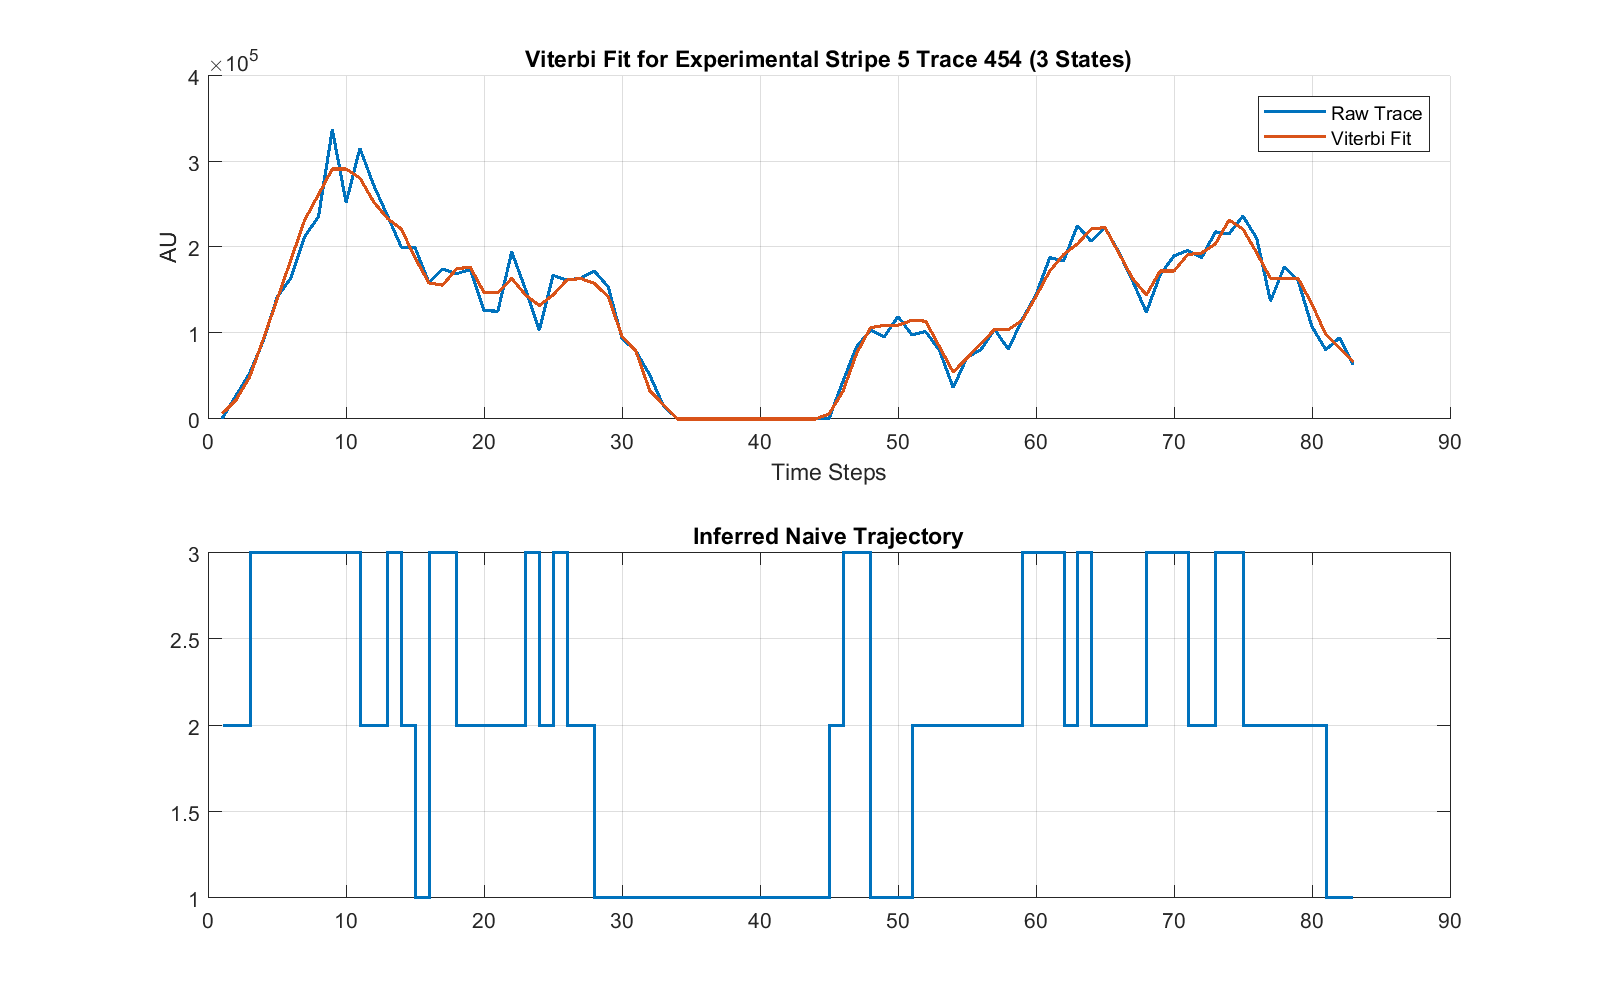 Viterbi Fit for Experimental Stripe 5 Trace 454 (3 States)
×10⁵
4
3
2
1
0
AU
Raw Trace
Viterbi Fit
0 10 20 30 40 50 60 70 80 90
Time Steps
Inferred Naive Trajectory
3
2.5
2
1.5
1
0 10 20 30 40 50 60 70 80 90